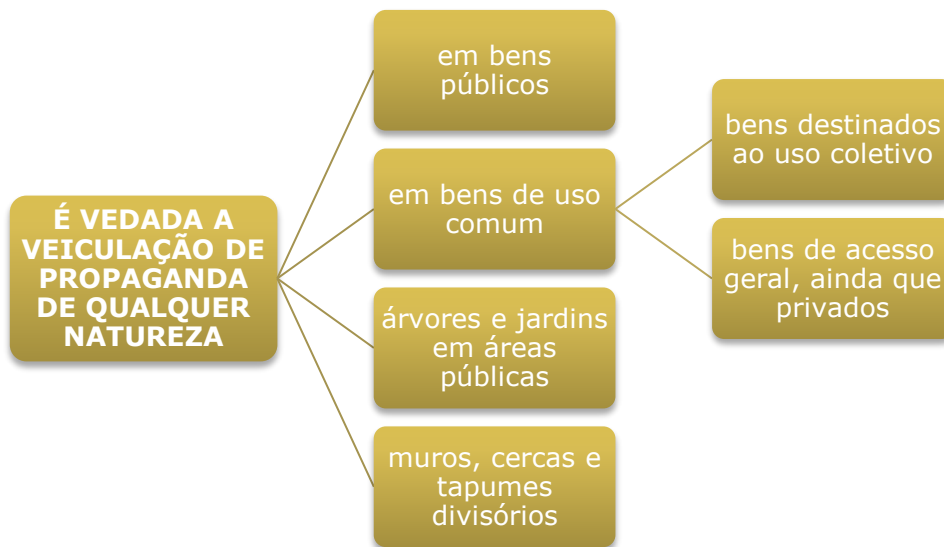 É VEDADA A
VEICULAÇÃO DE
PROPAGANDA
DE QUALQUER
NATUREZA
em bens
públicos
em bens de uso
comum
bens destinados
ao uso coletivo
bens de acesso
geral, ainda que
privados
árvores e jardins
em áreas
públicas
muros, cercas e
tapumes
divisórios